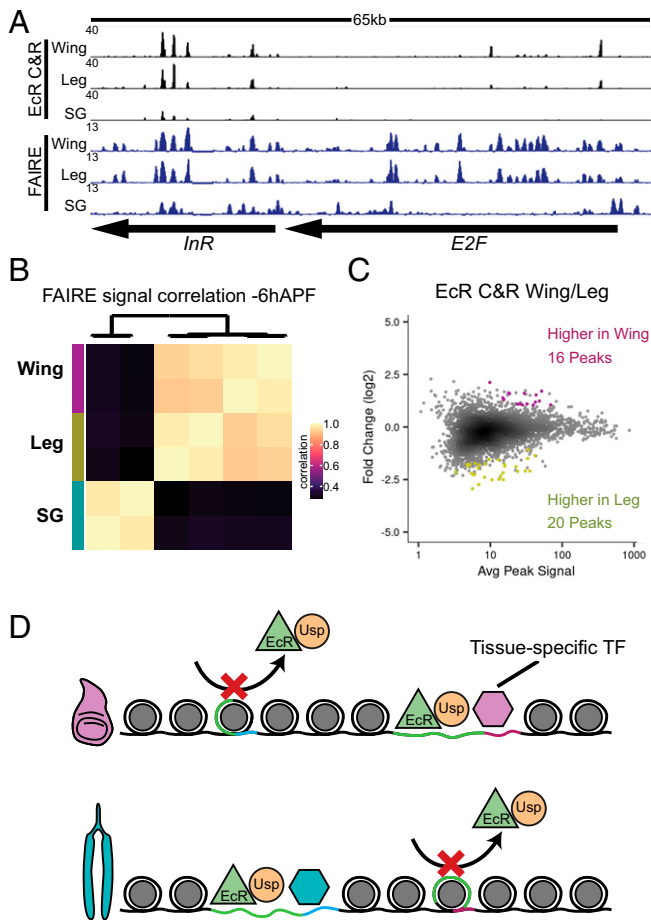 A
65kb
EcR C&R
Wing
40
Leg
40
SG
40
FAIRE
Wing
13
Leg
13
SG
13
InR
E2F
B
FAIRE signal correlation -6hAPF
Wing
Leg
SG
1.0
0.8
0.6
0.4
correlation
C
EcR C&R Wing/Leg
Higher in Wing
16 Peaks
5.0
2.5
0.0
-2.5
-5.0
Fold Change (log2)
Higher in Leg
20 Peaks
1
10
100
1000
Avg Peak Signal
D
EcR
Usp
Tissue-specific TF
EcR
Usp
EcR
Usp
EcR
Usp